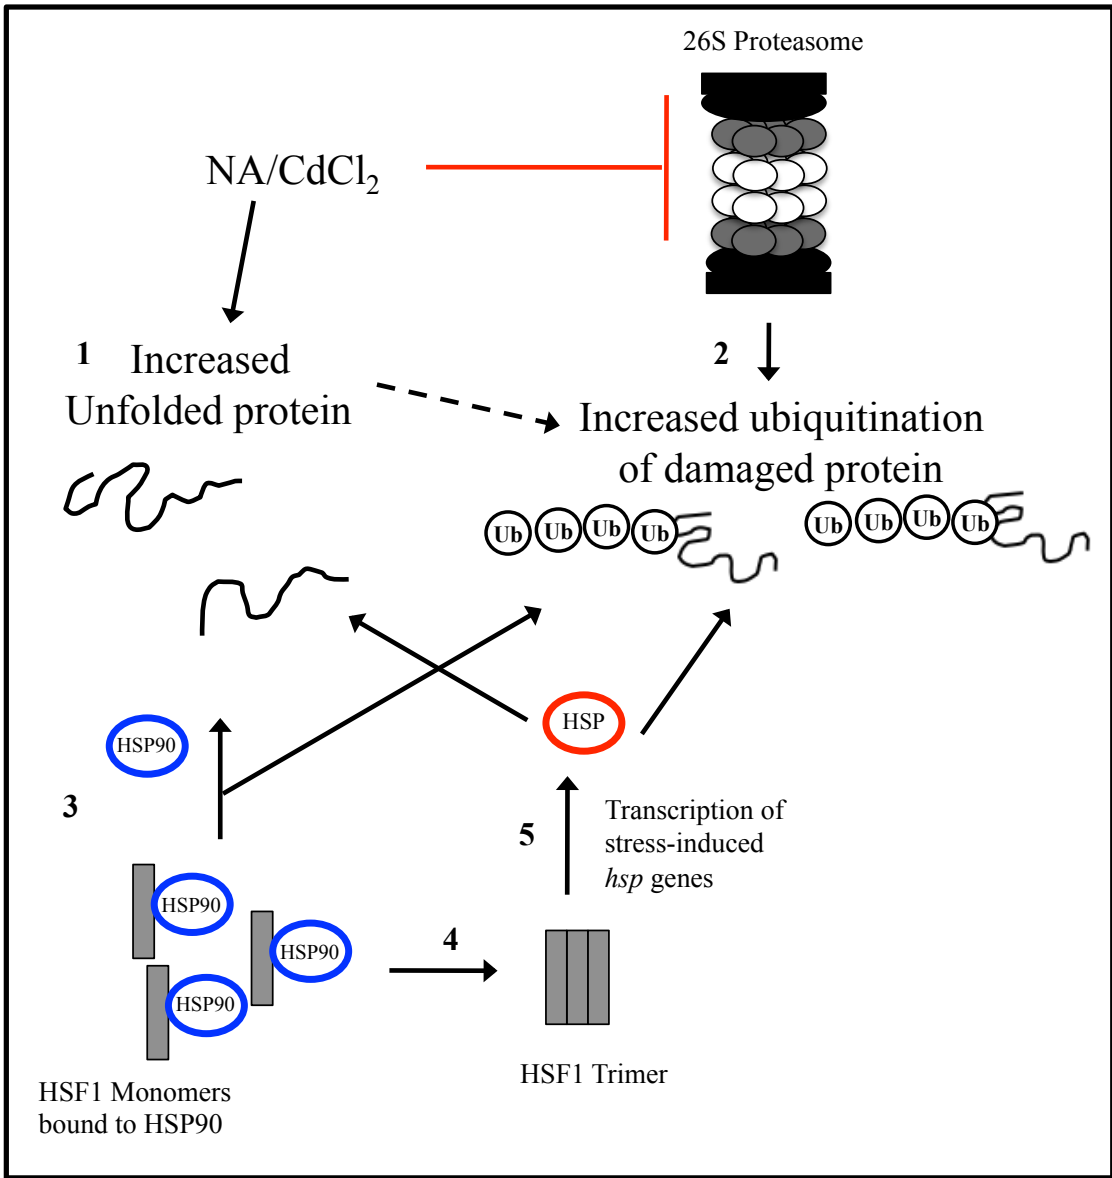 26S Proteasome
NA/CdCl₂
1 Increased
Unfolded protein
2
Increased ubiquitination
of damaged protein
Ub Ub Ub Ub
Ub Ub Ub Ub
HSP90
HSP
3
5
Transcription of
stress-induced
hsp genes
HSP90
HSP90
HSP90
4
HSF1 Monomers
bound to HSP90
HSF1 Trimer